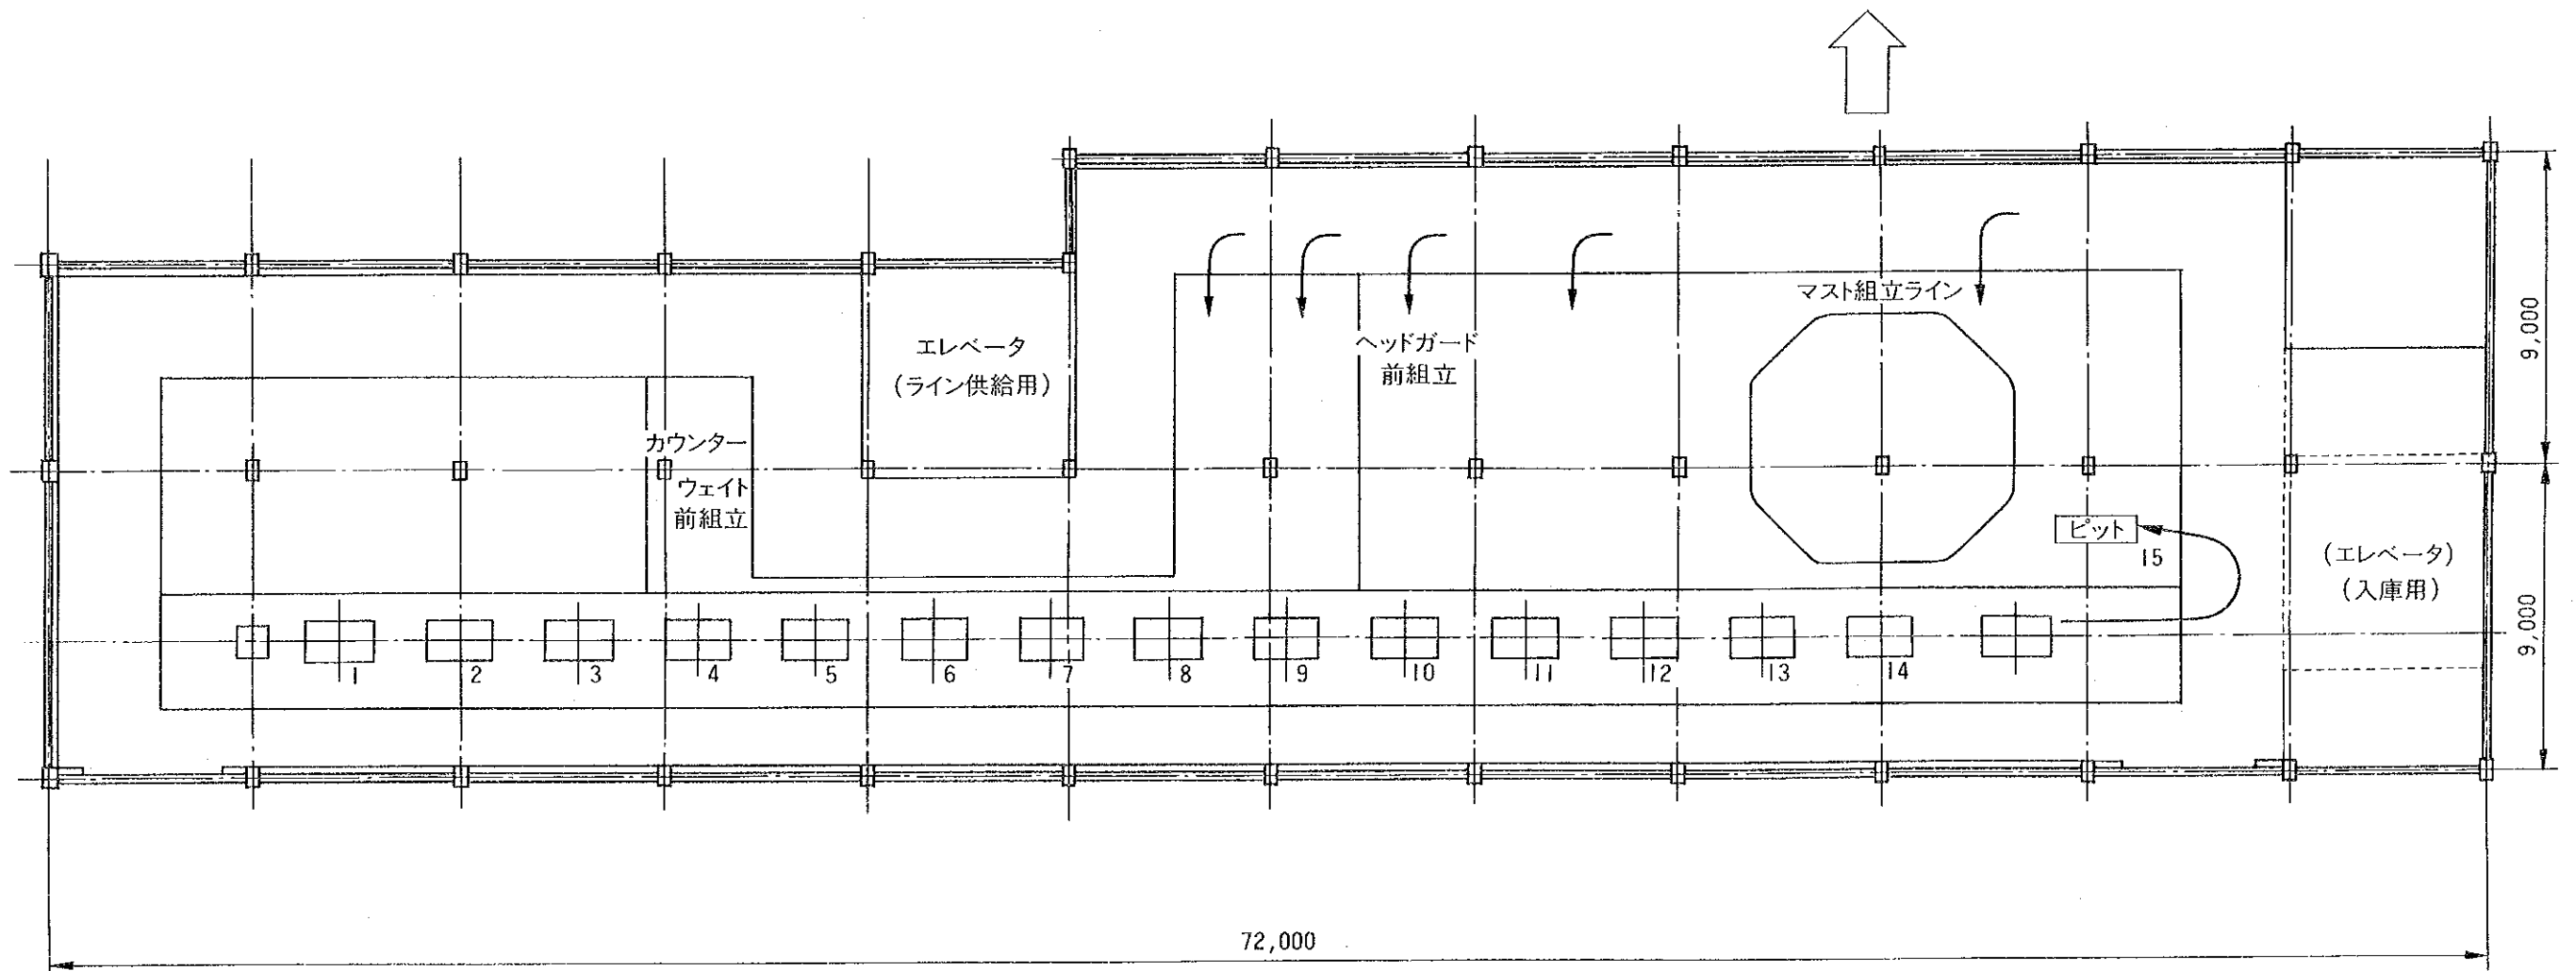 マスト組立ライン
エレベータ
(ライン供給用)
ヘッドガード
前組立
9,000
カウンター
ウェイト
前組立
ピット
15
(エレベータ)
(入庫用)
9,000
1 2 3 4 5 6 7 8 9 10 11 12 13 14
72,000